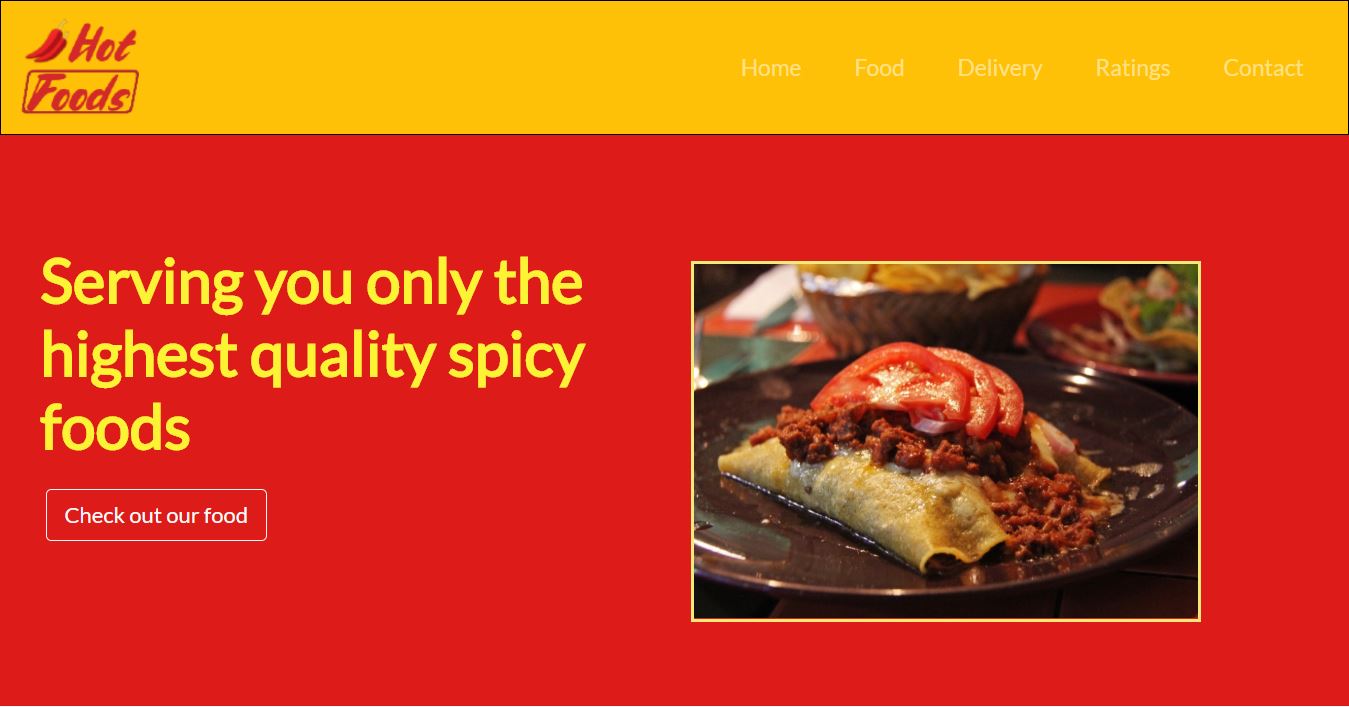 Hot
Foods
Home Food Delivery Ratings Contact
Serving you only the
highest quality spicy
foods
Check out our food